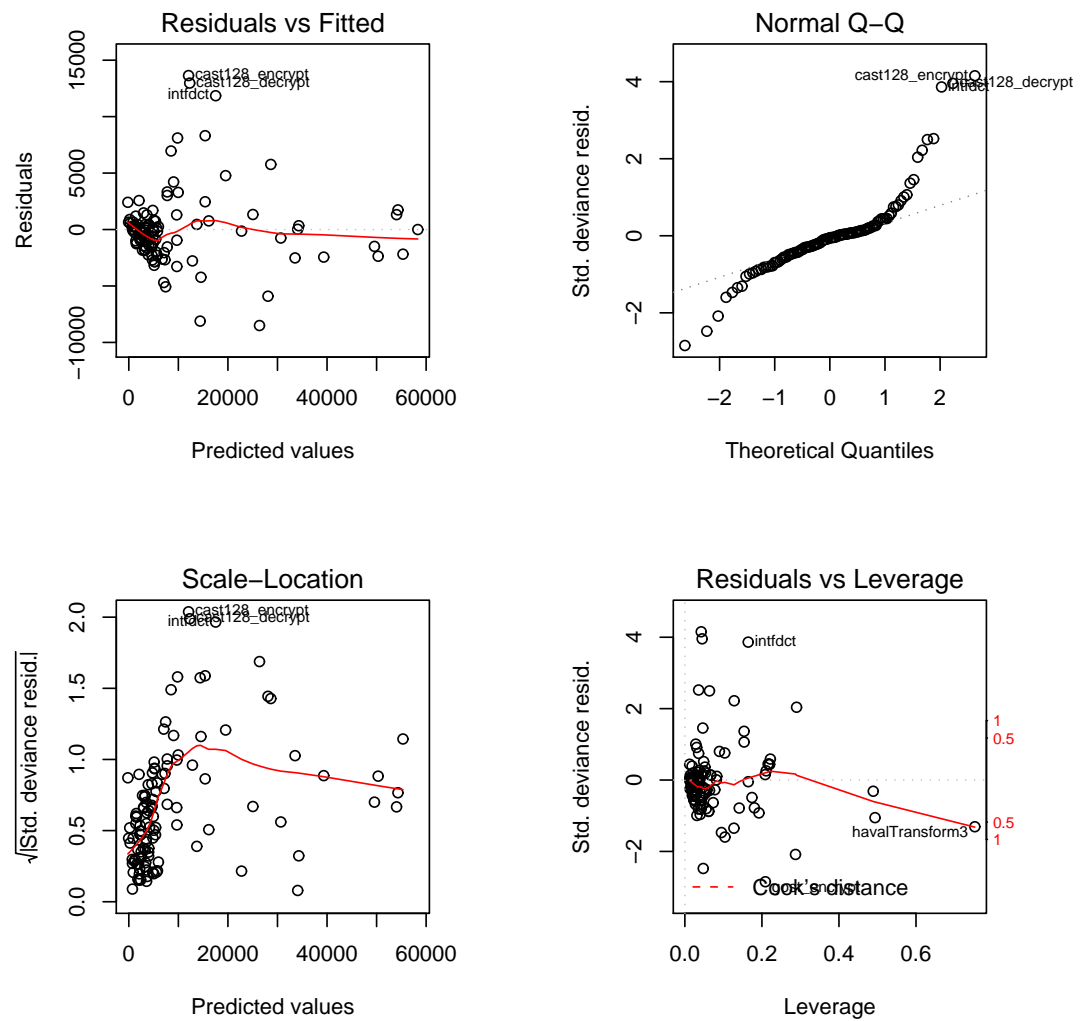 Residuals vs Fitted
Residuals
15000
5000
0
−10000
cast128_encrypt
cast128_decrypt
intfdct
0 20000 40000 60000
Predicted values
Normal Q−Q
Std. deviance resid.
4
2
0
−2
cast128_encrypt
cast128_decrypt
intfdct
−2 −1 0 1 2
Theoretical Quantiles
Scale−Location
√|Std. deviance resid.|
2.0
1.5
1.0
0.5
0.0
cast128_encrypt
cast128_decrypt
intfdct
0 20000 40000 60000
Predicted values
Residuals vs Leverage
Std. deviance resid.
4
2
0
−2
intfdct
havalTransform3
gost_encrypt
Cook's distance
1
0.5
0.5
1
0.0 0.2 0.4 0.6
Leverage